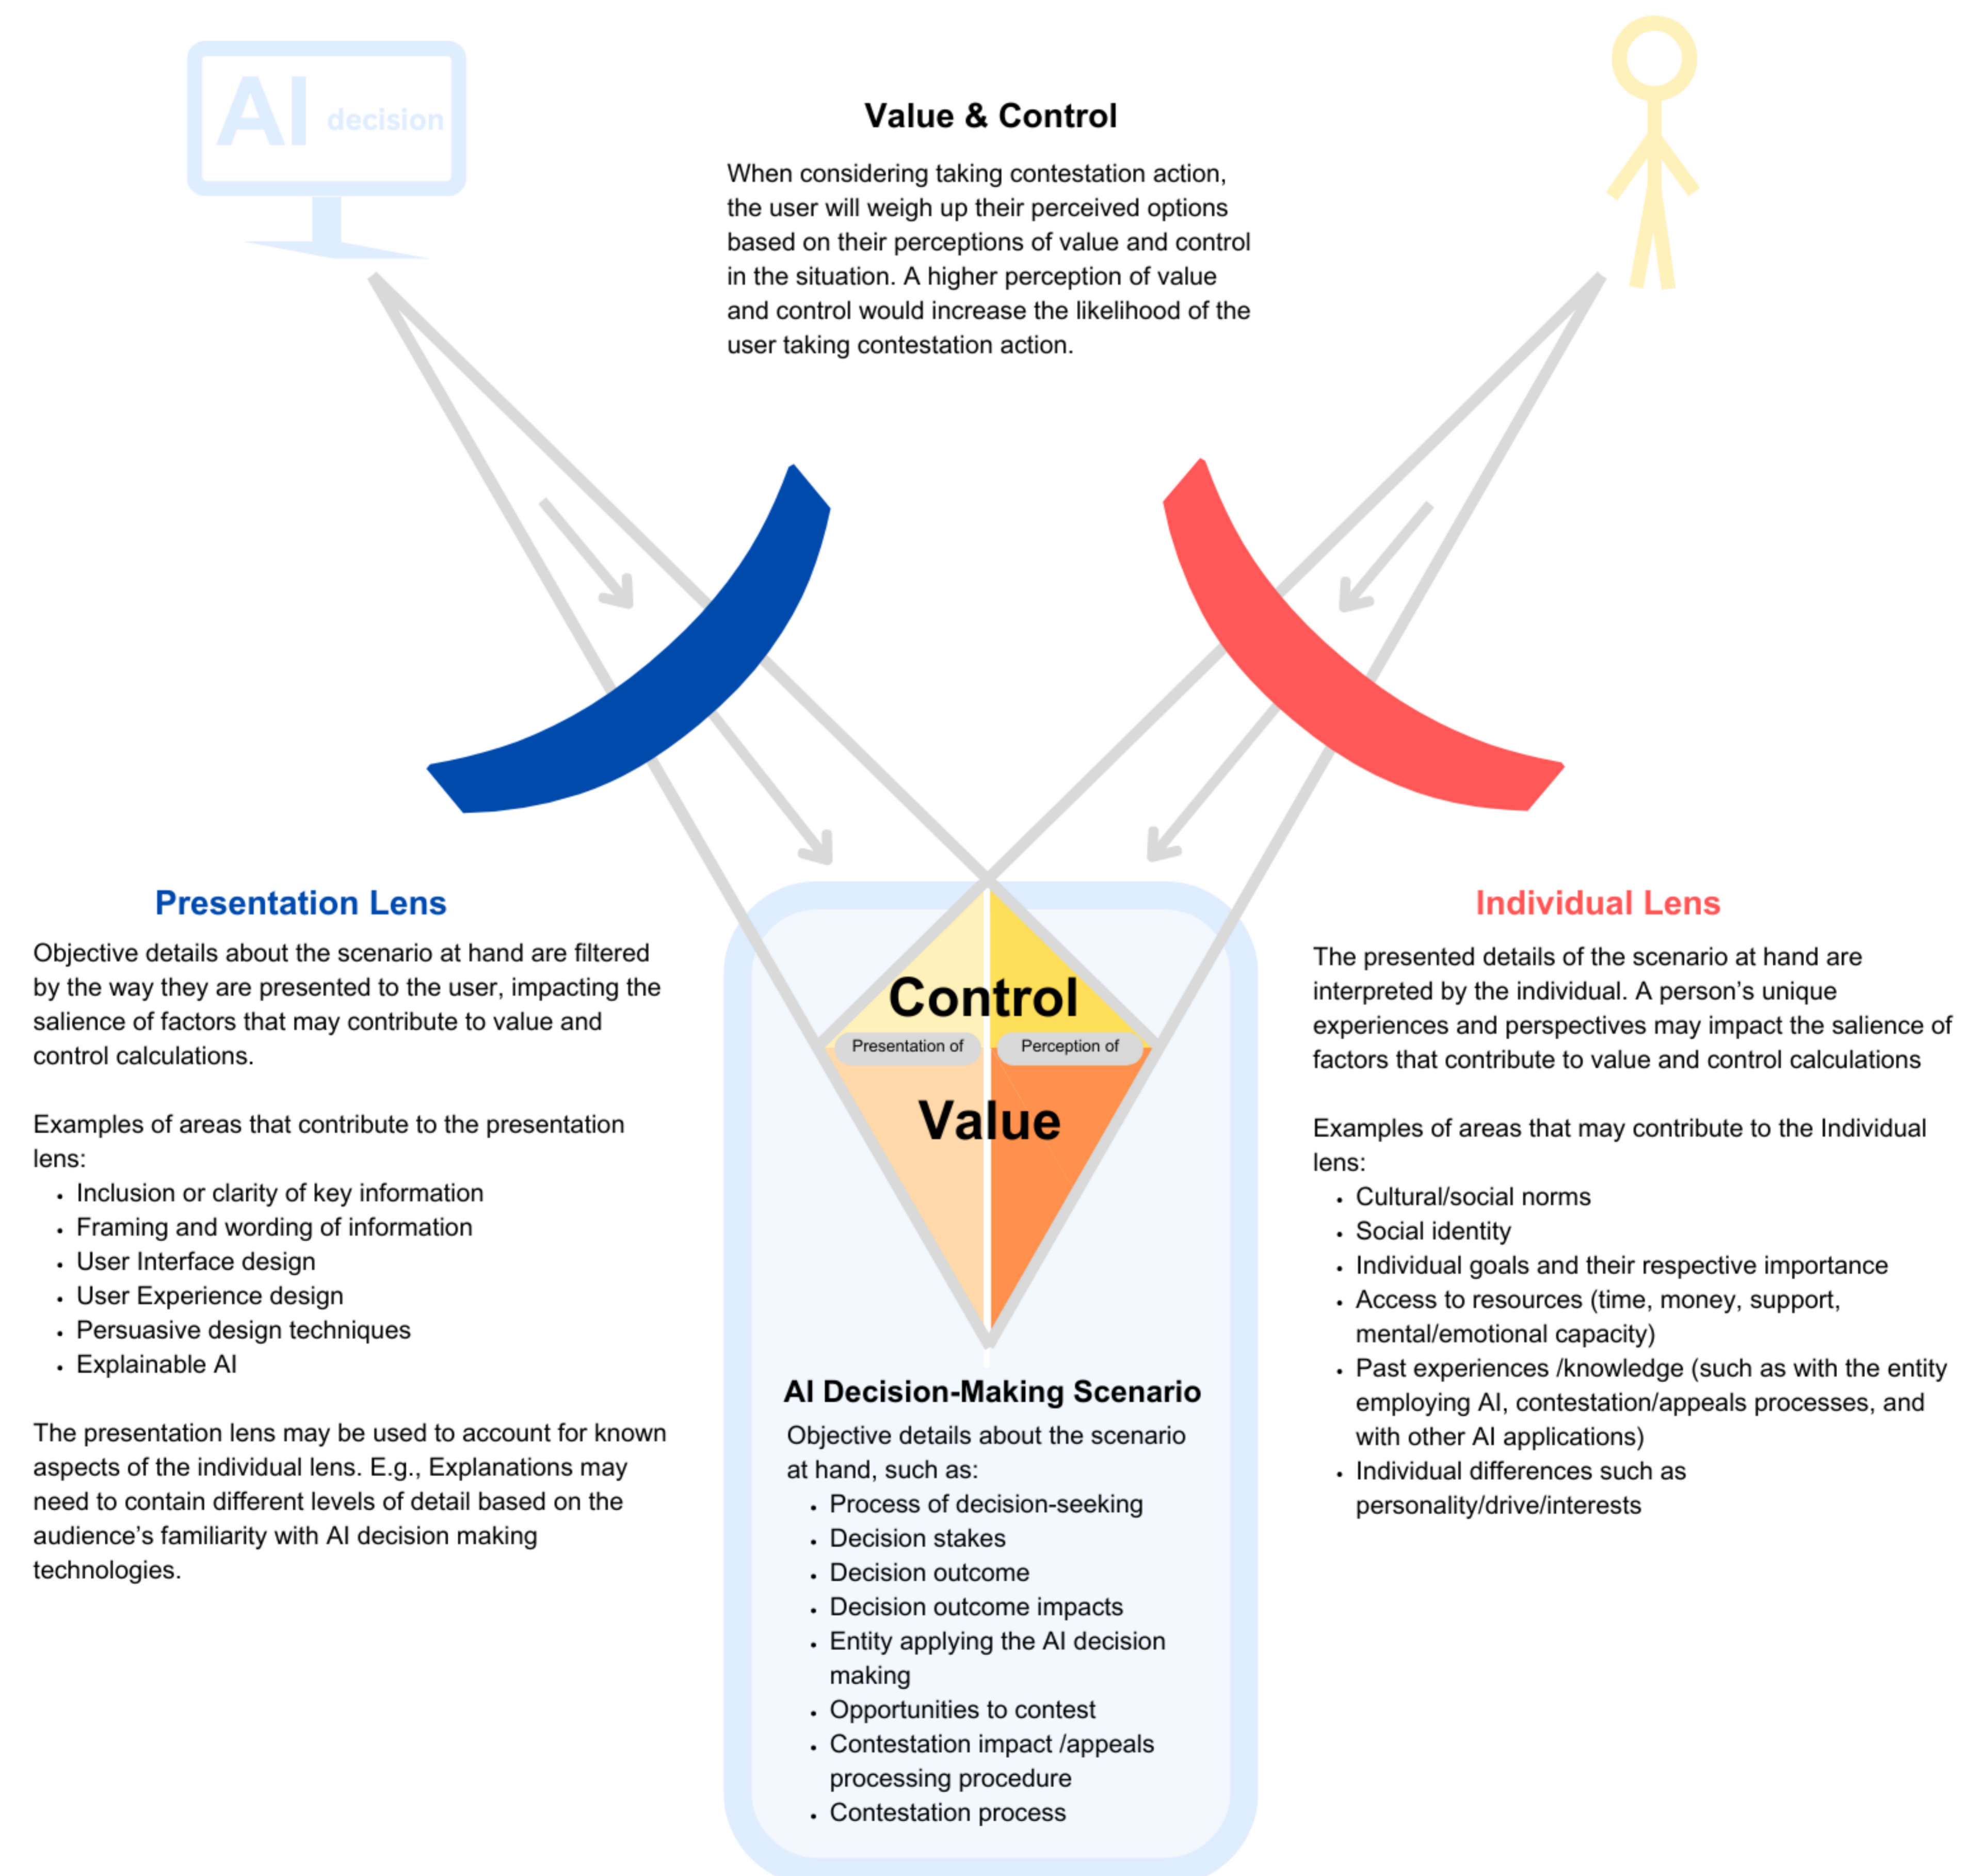 AI decision
Value & Control
When considering taking contestation action,
the user will weigh up their perceived options
based on their perceptions of value and control
in the situation. A higher perception of value
and control would increase the likelihood of the
user taking contestation action.
Presentation Lens
Objective details about the scenario at hand are filtered
by the way they are presented to the user, impacting the
salience of factors that may contribute to value and
control calculations.
Examples of areas that contribute to the presentation
lens:
• Inclusion or clarity of key information
• Framing and wording of information
• User Interface design
• User Experience design
• Persuasive design techniques
• Explainable AI
The presentation lens may be used to account for known
aspects of the individual lens. E.g., Explanations may
need to contain different levels of detail based on the
audience's familiarity with AI decision making
technologies.
Control
Presentation of
Perception of
Value
AI Decision-Making Scenario
Objective details about the scenario
at hand, such as:
• Process of decision-seeking
• Decision stakes
• Decision outcome
• Decision outcome impacts
• Entity applying the AI decision
making
• Opportunities to contest
• Contestation impact /appeals
processing procedure
• Contestation process
Individual Lens
The presented details of the scenario at hand are
interpreted by the individual. A person's unique
experiences and perspectives may impact the salience of
factors that contribute to value and control calculations
Examples of areas that may contribute to the Individual
lens:
• Cultural/social norms
• Social identity
• Individual goals and their respective importance
• Access to resources (time, money, support,
mental/emotional capacity)
• Past experiences /knowledge (such as with the entity
employing AI, contestation/appeals processes, and
with other AI applications)
• Individual differences such as
personality/drive/interests